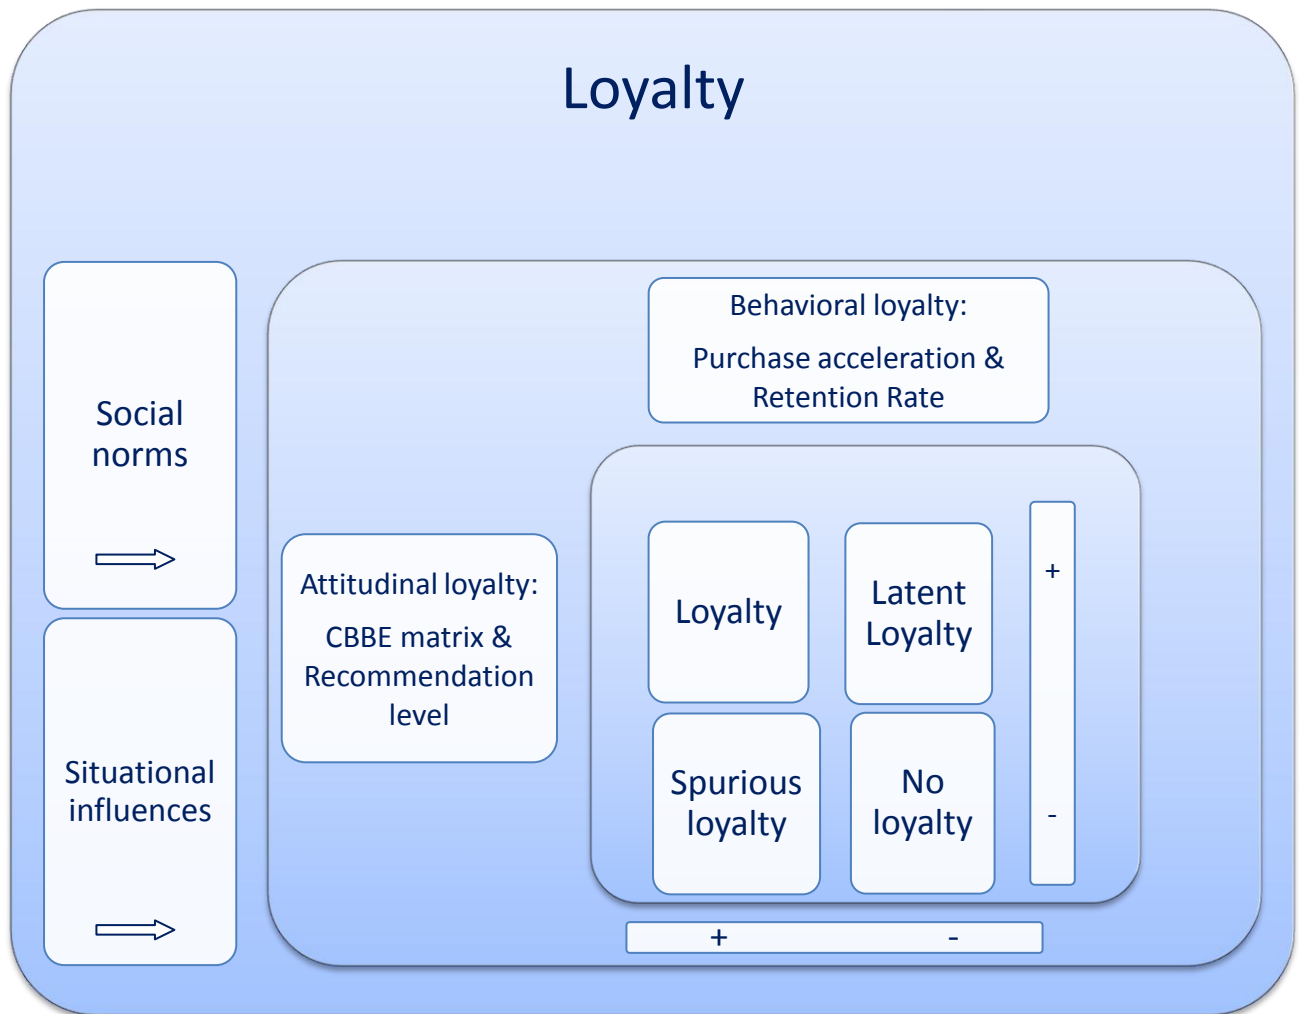 Loyalty
Social
norms
Situational
influences
Behavioral loyalty:
Purchase acceleration &
Retention Rate
Attitudinal loyalty:
CBBE matrix &
Recommendation
level
Loyalty
Latent
Loyalty
Spurious
loyalty
No
loyalty
+
-
+ -